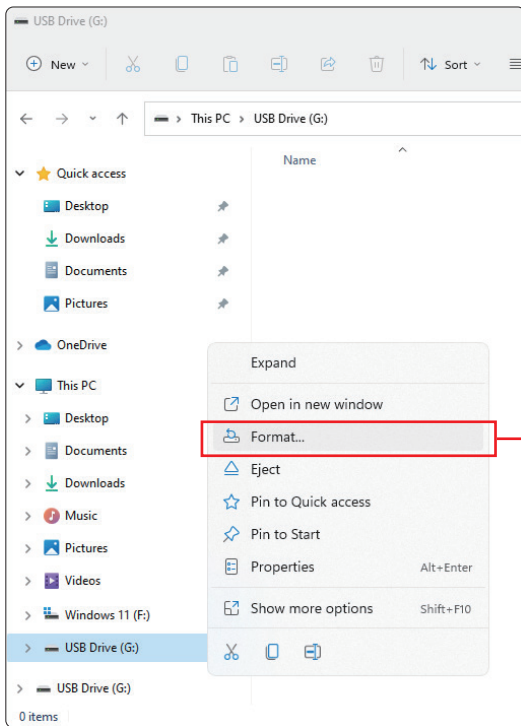 USB Drive (G:)
New
Sort
This PC > USB Drive (G:)
Name
Quick access
Desktop
Downloads
Documents
Pictures
OneDrive
This PC
Desktop
Documents
Downloads
Music
Pictures
Videos
Windows 11 (F:)
USB Drive (G:)
USB Drive (G:)
0 items
Expand
Open in new window
Format...
Eject
Pin to Quick access
Pin to Start
Properties Alt+Enter
Show more options Shift+F10